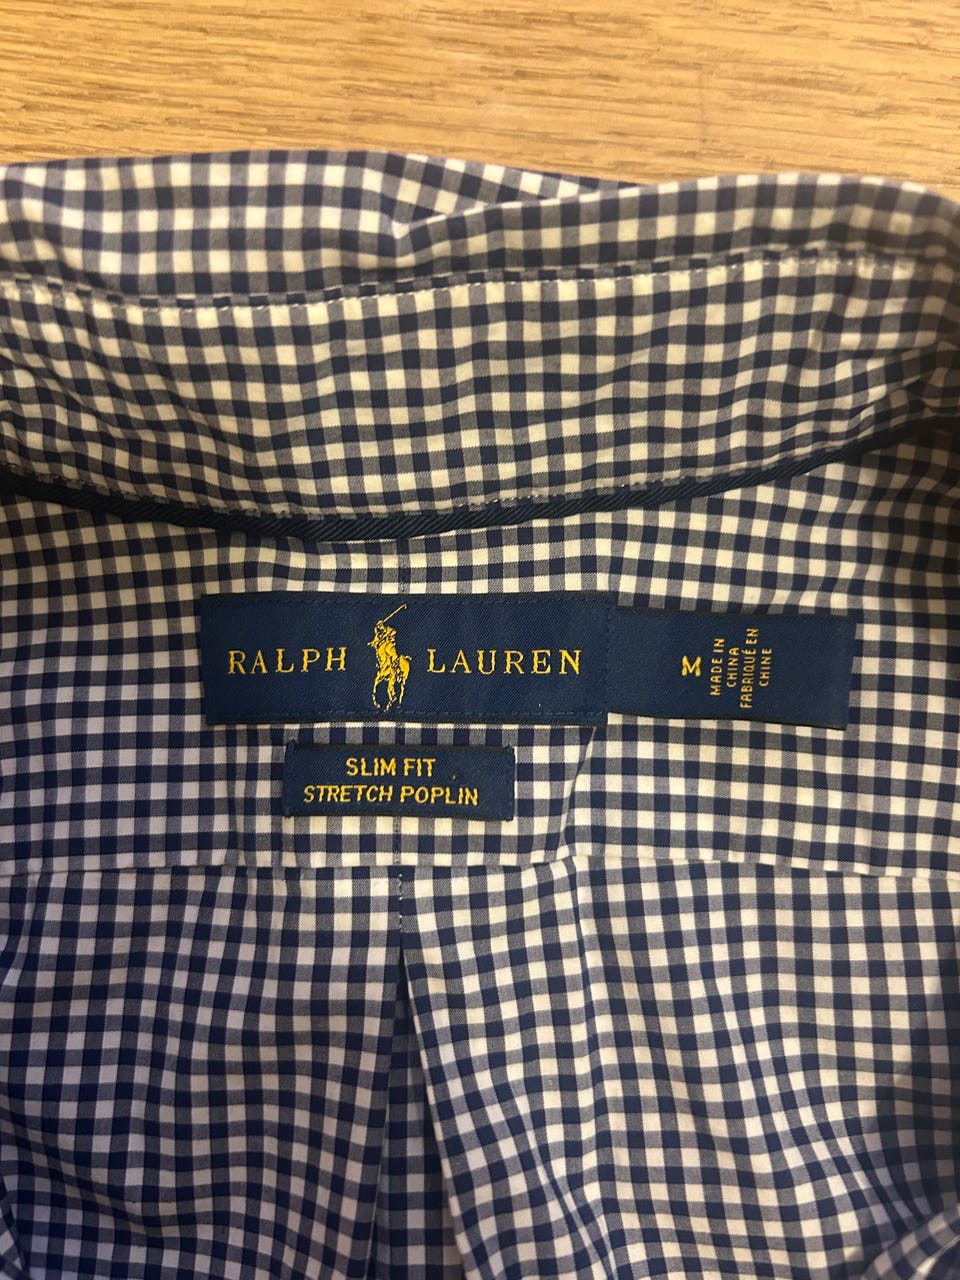 RALPH LAUREN
M
MADE IN
CHINA
FABRIQUÉ EN
CHINE
SLIM FIT
STRETCH POPLIN